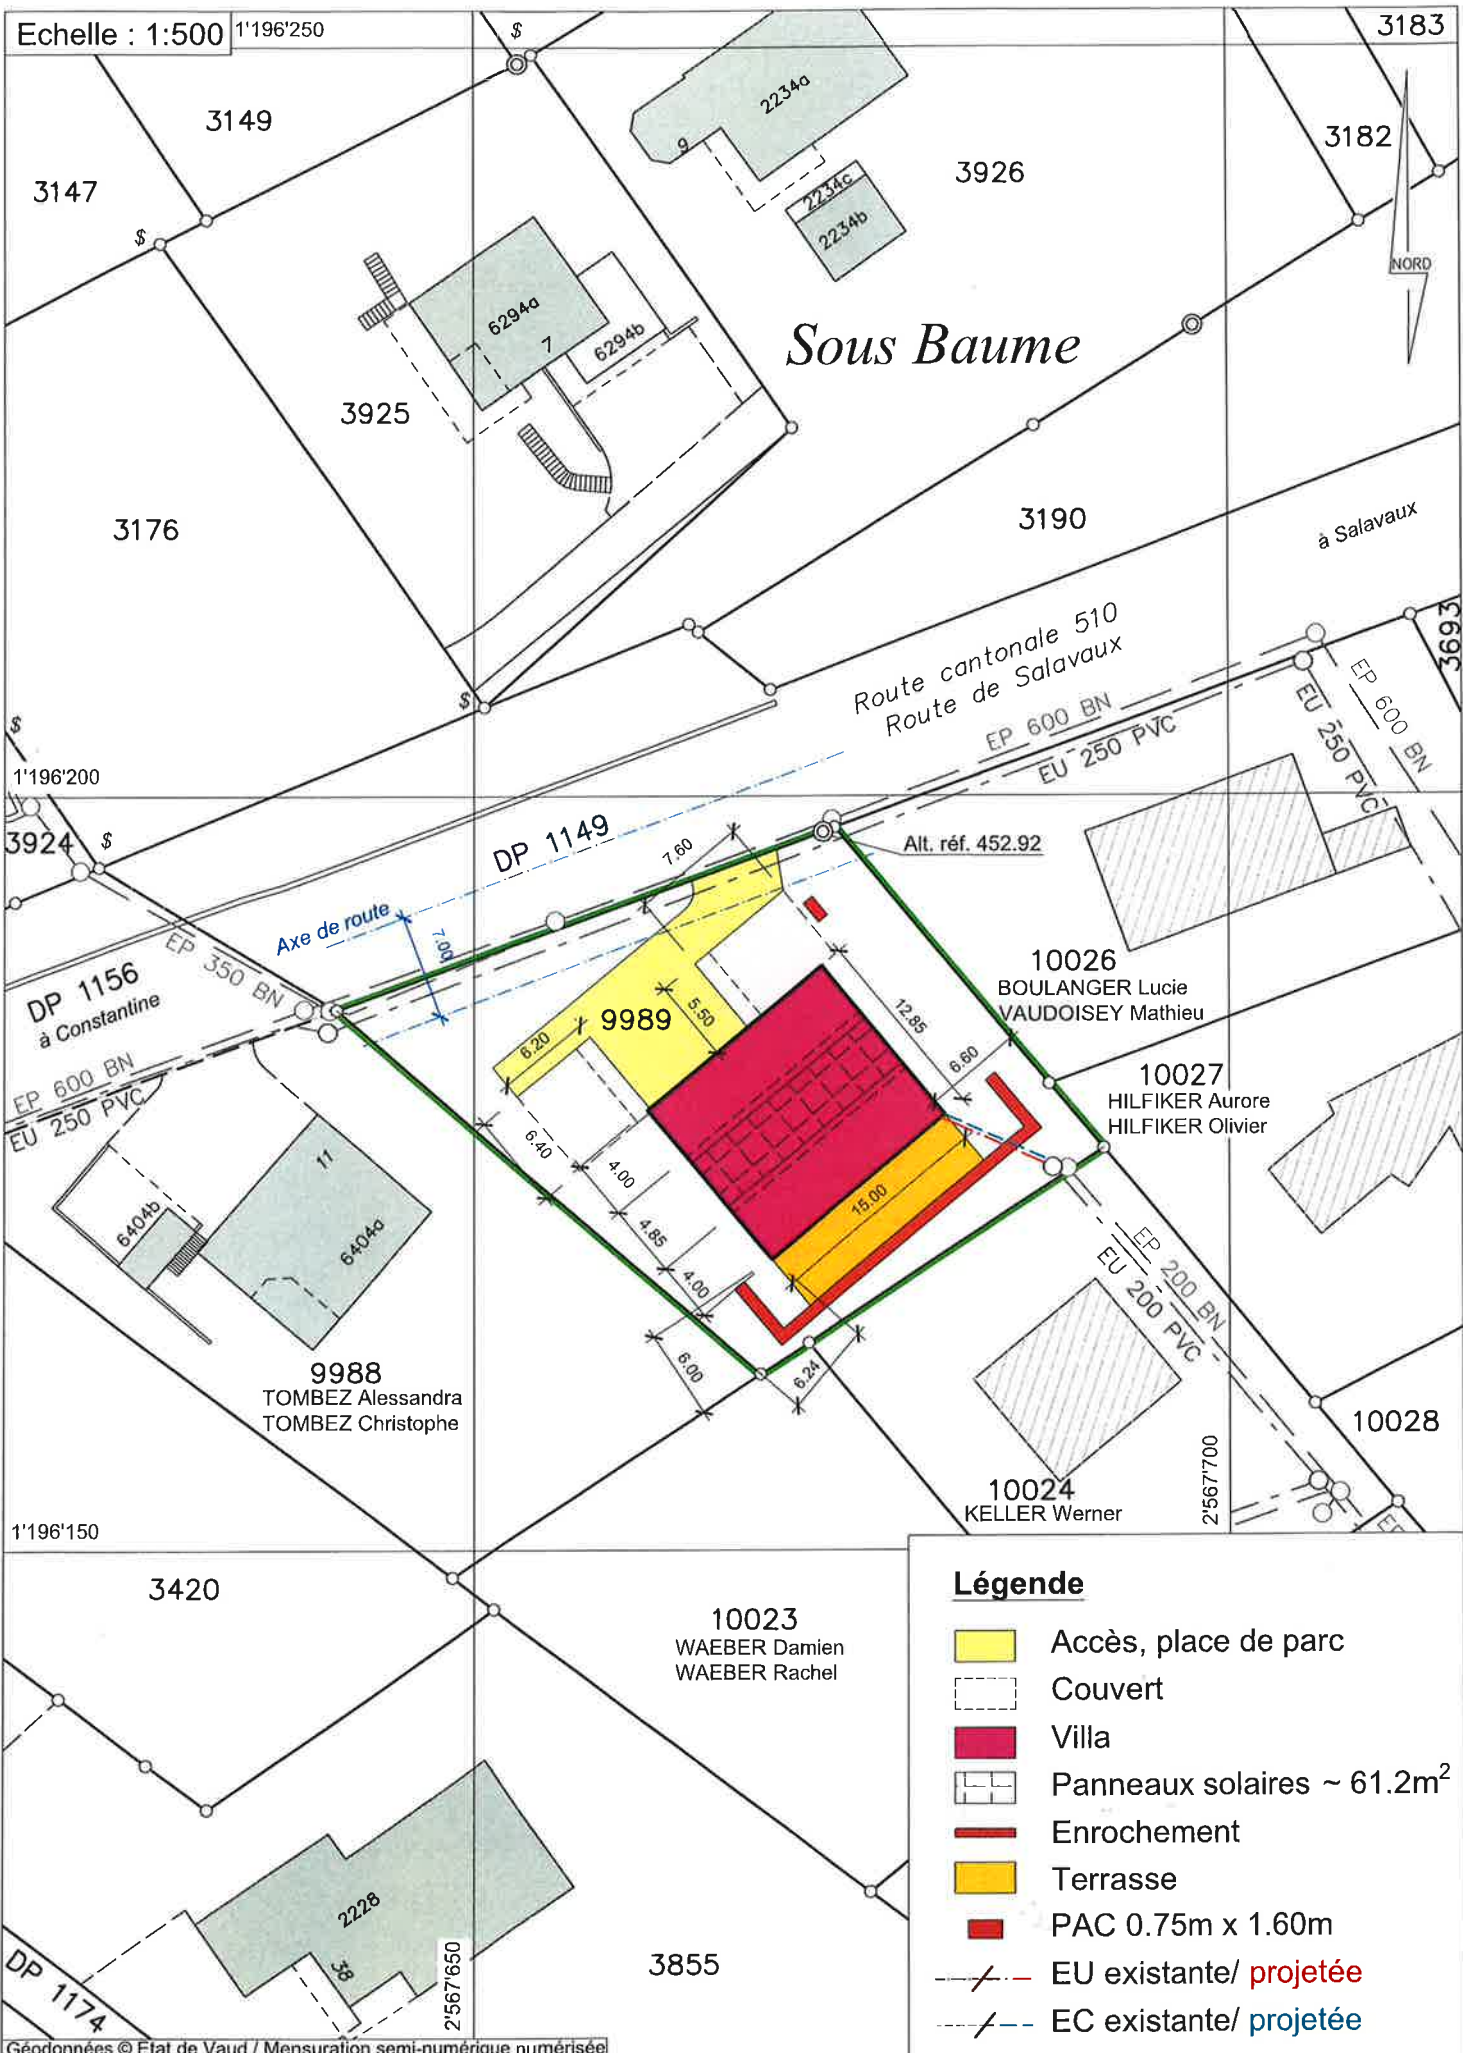 Echelle : 1:500
1'196'250
$
3183
3149
2234a
9
3182
3926
3147
2234c
2234b
$
NORD
6294a
7
6294b
Sous Baume
3925
3176
3190
à Salavaux
Route cantonale 510
Route de Salavaux
3693
EP 600 BN
EU 250 PVC
EP 600 BN
EU 250 PVC
$
$
1'196'200
3924
$
DP 1149
7.60
Alt. réf. 452.92
Axe de route
7.00
EP 350 BN
DP 1156
à Constantine
10026
BOULANGER Lucie
VAUDOISEY Mathieu
9989
5.50
12.85
6.20
6.60
EP 600 BN
EU 250 PVC
10027
HILFIKER Aurore
HILFIKER Olivier
6.40
4.00
11
6404b
6404a
15.00
4.85
4.00
EP 200 BN
EU 200 PVC
6.00
6.24
9988
TOMBEZ Alessandra
TOMBEZ Christophe
10028
2'567'700
10024
KELLER Werner
1'196'150
EP
3420
10023
WAEBER Damien
WAEBER Rachel
Légende
Accès, place de parc
Couvert
Villa
Panneaux solaires ~ 61.2m²
Enrochement
Terrasse
PAC 0.75m x 1.60m
EU existante/ projetée
EC existante/ projetée
2228
38
2'567'650
3855
DP 1174
Géodonnées © Etat de Vaud / Mensuration semi-numérique numérisée